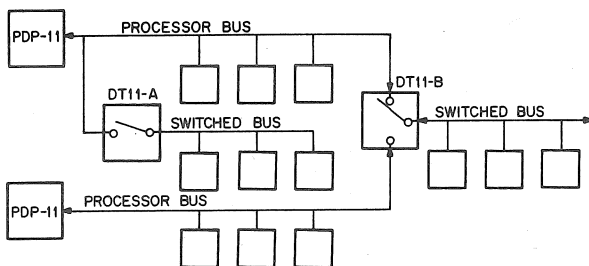 PDP-11
PROCESSOR BUS
DT11-B
DT11-A
SWITCHED BUS
SWITCHED BUS
PROCESSOR BUS
PDP-11